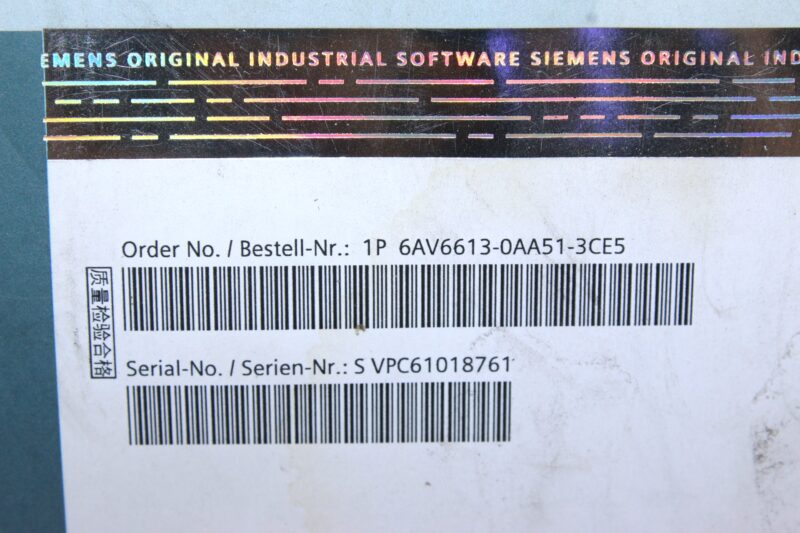 EMENS ORIGINAL INDUSTRIAL SOFTWARE SIEMENS ORIGINAL IND
Order No. / Bestell-Nr.: 1P 6AV6613-0AA51-3CE5
质量检验合格
Serial-No. / Serien-Nr.: S VPC61018761